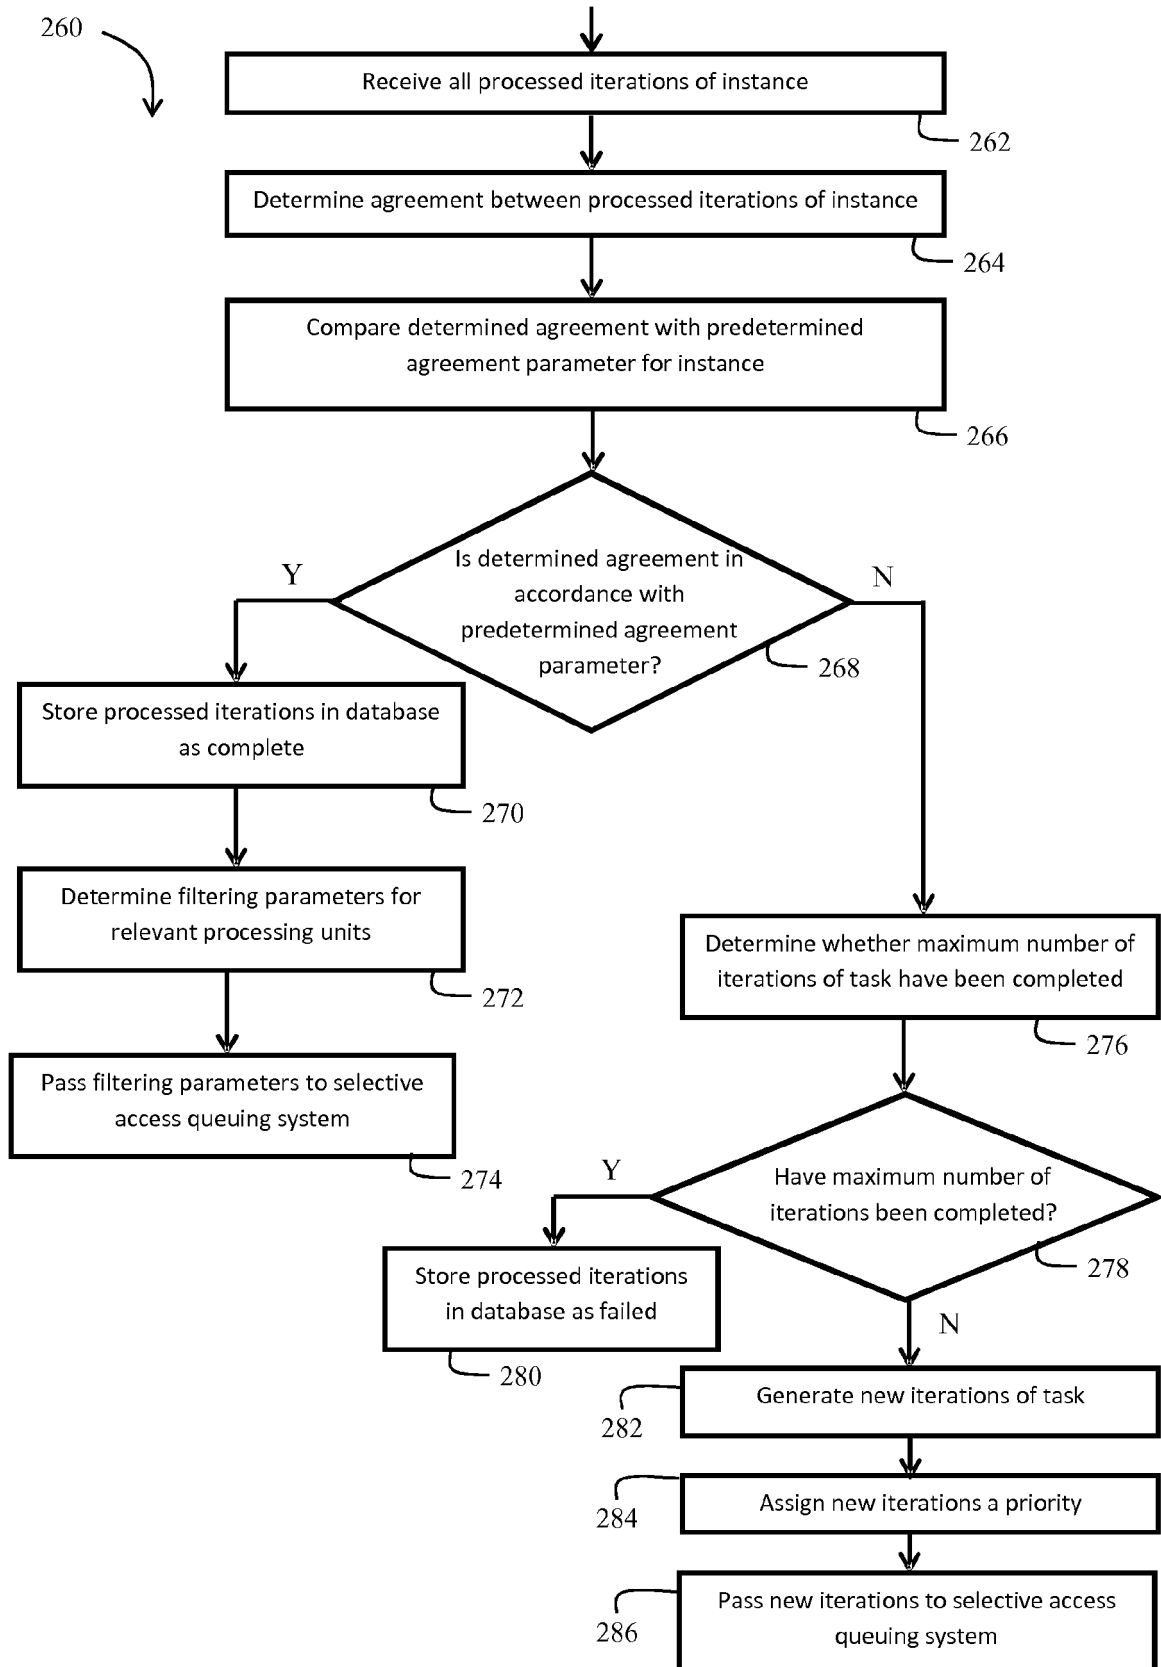 260
Receive all processed iterations of instance
262
Determine agreement between processed iterations of instance
264
Compare determined agreement with predetermined
agreement parameter for instance
266
Is determined agreement in
accordance with
predetermined agreement
parameter?
268
Y
N
Store processed iterations in database
as complete
270
Determine filtering parameters for
relevant processing units
272
Pass filtering parameters to selective
access queuing system
274
Determine whether maximum number of
iterations of task have been completed
276
Have maximum number of
iterations been completed?
278
Y
N
Store processed iterations
in database as failed
280
Generate new iterations of task
282
Assign new iterations a priority
284
Pass new iterations to selective access
queuing system
286